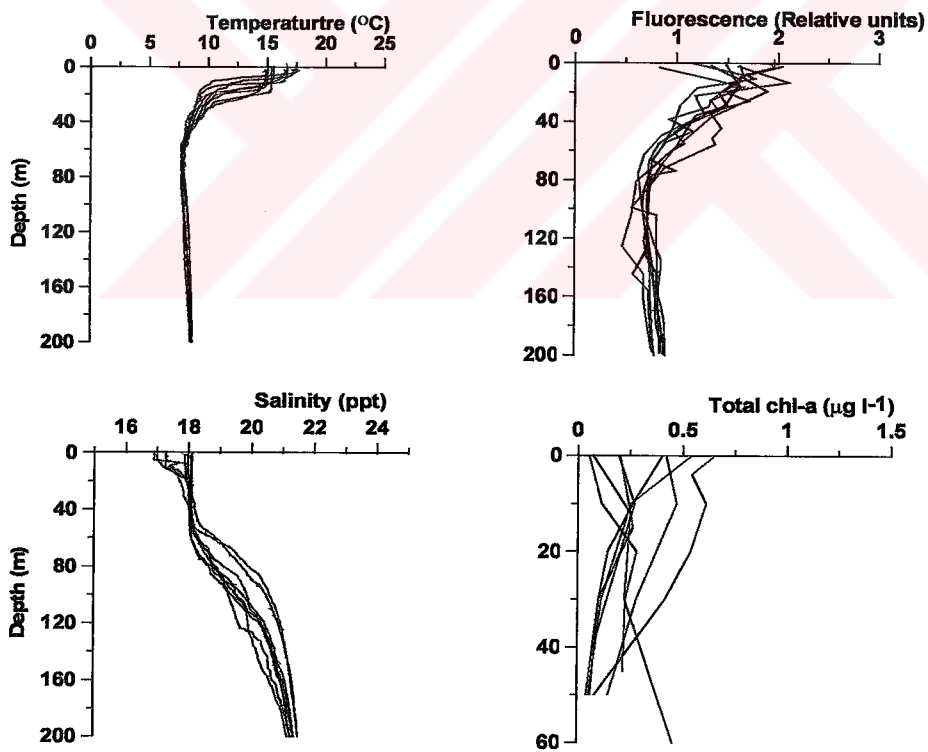 Temperaturtre (ºC)
0 5 10 15 20 25
0
40
80
120
160
200
Depth (m)
Fluorescence (Relative units)
0 1 2 3
0
40
80
120
160
200
Salinity (ppt)
16 18 20 22 24
0
40
80
120
160
200
Depth (m)
Total chl-a (µg l-1)
0 0.5 1 1.5
0
20
40
60